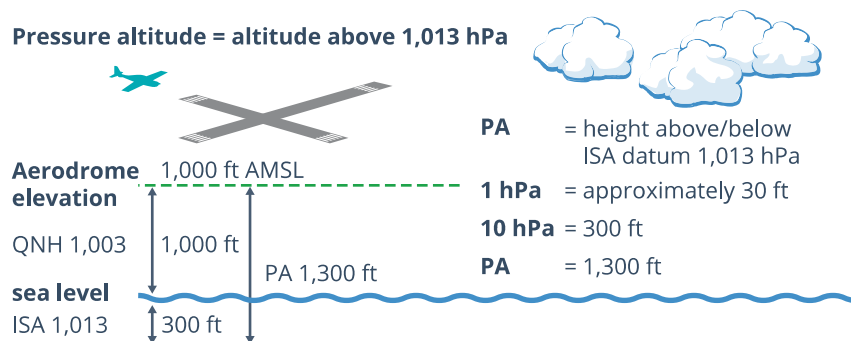 Pressure altitude = altitude above 1,013 hPa
Aerodrome
elevation
1,000 ft AMSL
QNH 1,003
1,000 ft
PA 1,300 ft
sea level
ISA 1,013
300 ft
PA = height above/below
ISA datum 1,013 hPa
1 hPa = approximately 30 ft
10 hPa = 300 ft
PA = 1,300 ft